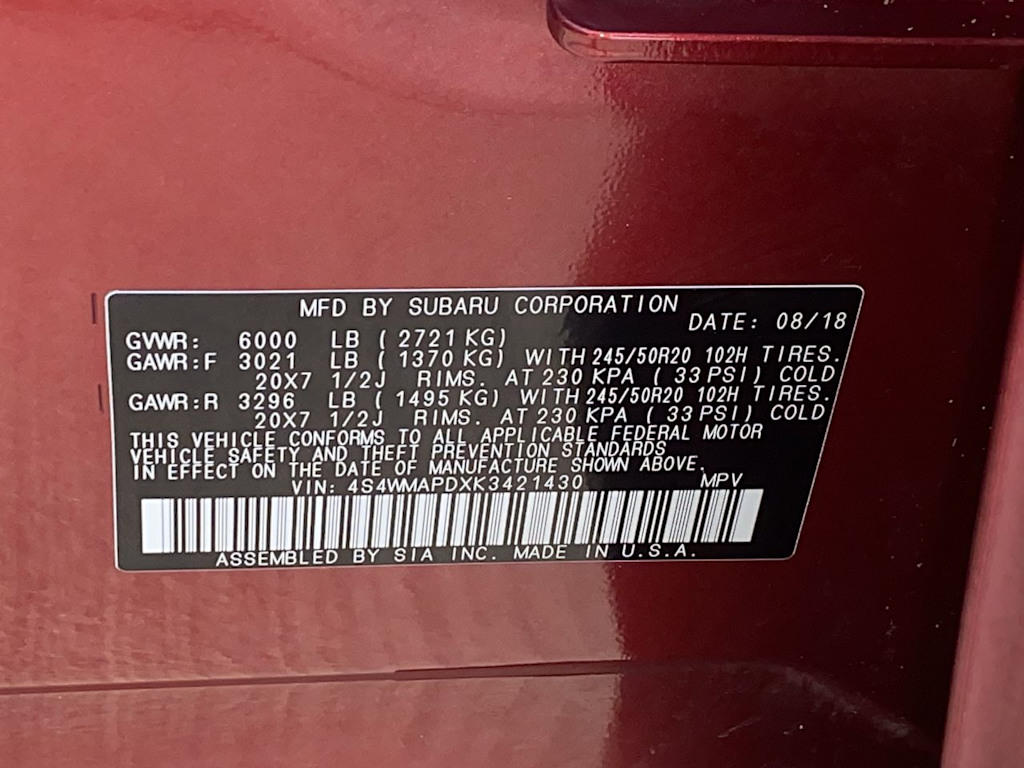 MFD BY SUBARU CORPORATION
DATE: 08/18
GVWR: 6000 LB (2721 KG)
GAWR:F 3021 LB (1370 KG) WITH 245/50R20 102H TIRES.
20X7 1/2J RIMS. AT 230 KPA (33 PSI) COLD
GAWR:R 3296 LB (1495 KG) WITH 245/50R20 102H TIRES.
20X7 1/2J RIMS. AT 230 KPA (33 PSI) COLD
THIS VEHICLE CONFORMS TO ALL APPLICABLE FEDERAL MOTOR
VEHICLE SAFETY AND THEFT PREVENTION STANDARDS
IN EFFECT ON THE DATE OF MANUFACTURE SHOWN ABOVE.
VIN: 4S4WMAPDXK3421430 MPV
ASSEMBLED BY SIA INC. MADE IN U.S.A.